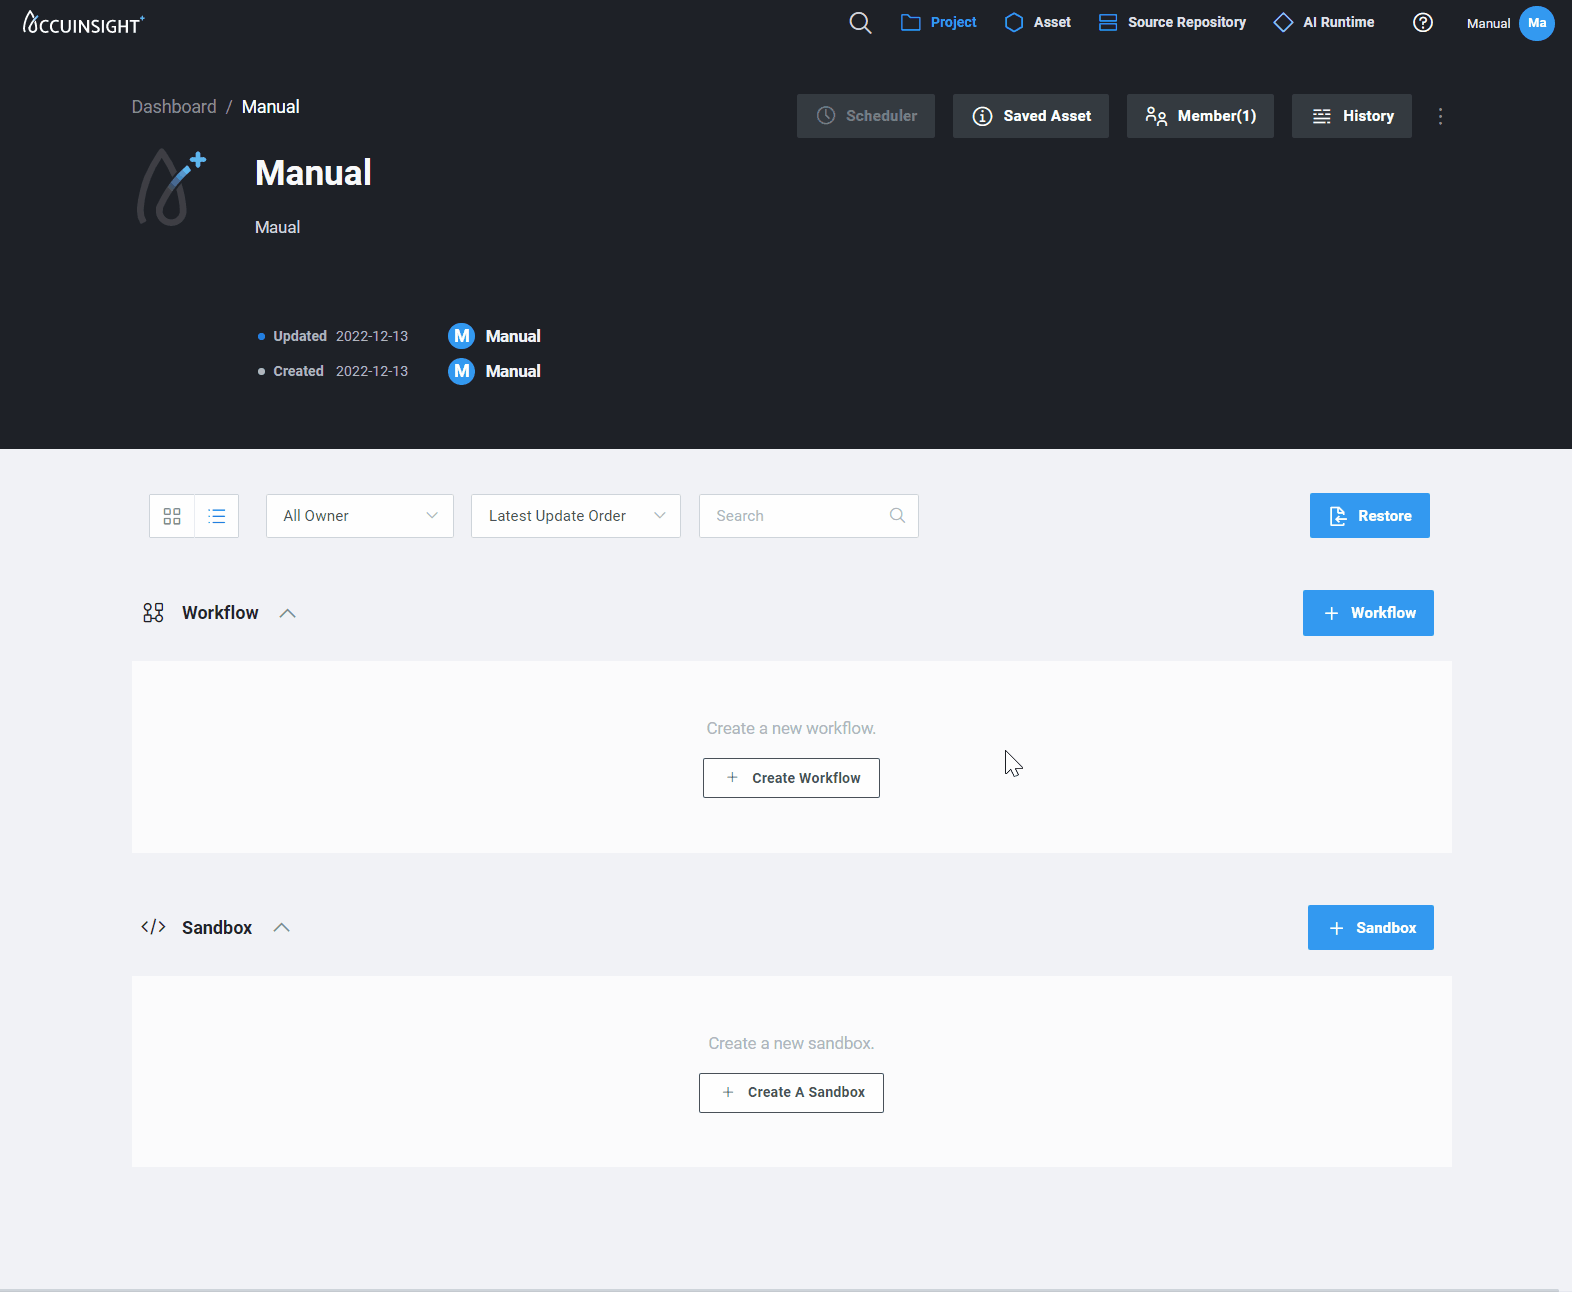 ACCUINSIGHT+
Project
Asset
Source Repository
AI Runtime
Manual
Ma
Dashboard / Manual
Scheduler
Saved Asset
Member(1)
History
Manual
Maual
Updated 2022-12-13 M Manual
Created 2022-12-13 M Manual
All Owner
Latest Update Order
Search
Restore
Workflow
+ Workflow
Create a new workflow.
+ Create Workflow
</> Sandbox
+ Sandbox
Create a new sandbox.
+ Create A Sandbox